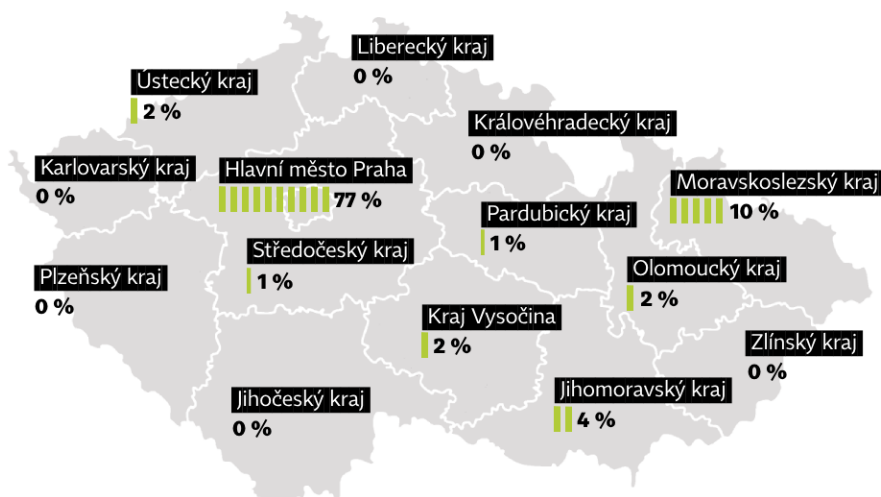 Liberecký kraj
0 %
Ústecký kraj
2 %
Královéhradecký kraj
0 %
Karlovarský kraj
0 %
Hlavní město Praha
77 %
Moravskoslezský kraj
10 %
Pardubický kraj
1 %
Středočeský kraj
1 %
Plzeňský kraj
0 %
Olomoucký kraj
2 %
Kraj Vysočina
2 %
Zlínský kraj
0 %
Jihočeský kraj
0 %
Jihomoravský kraj
4 %